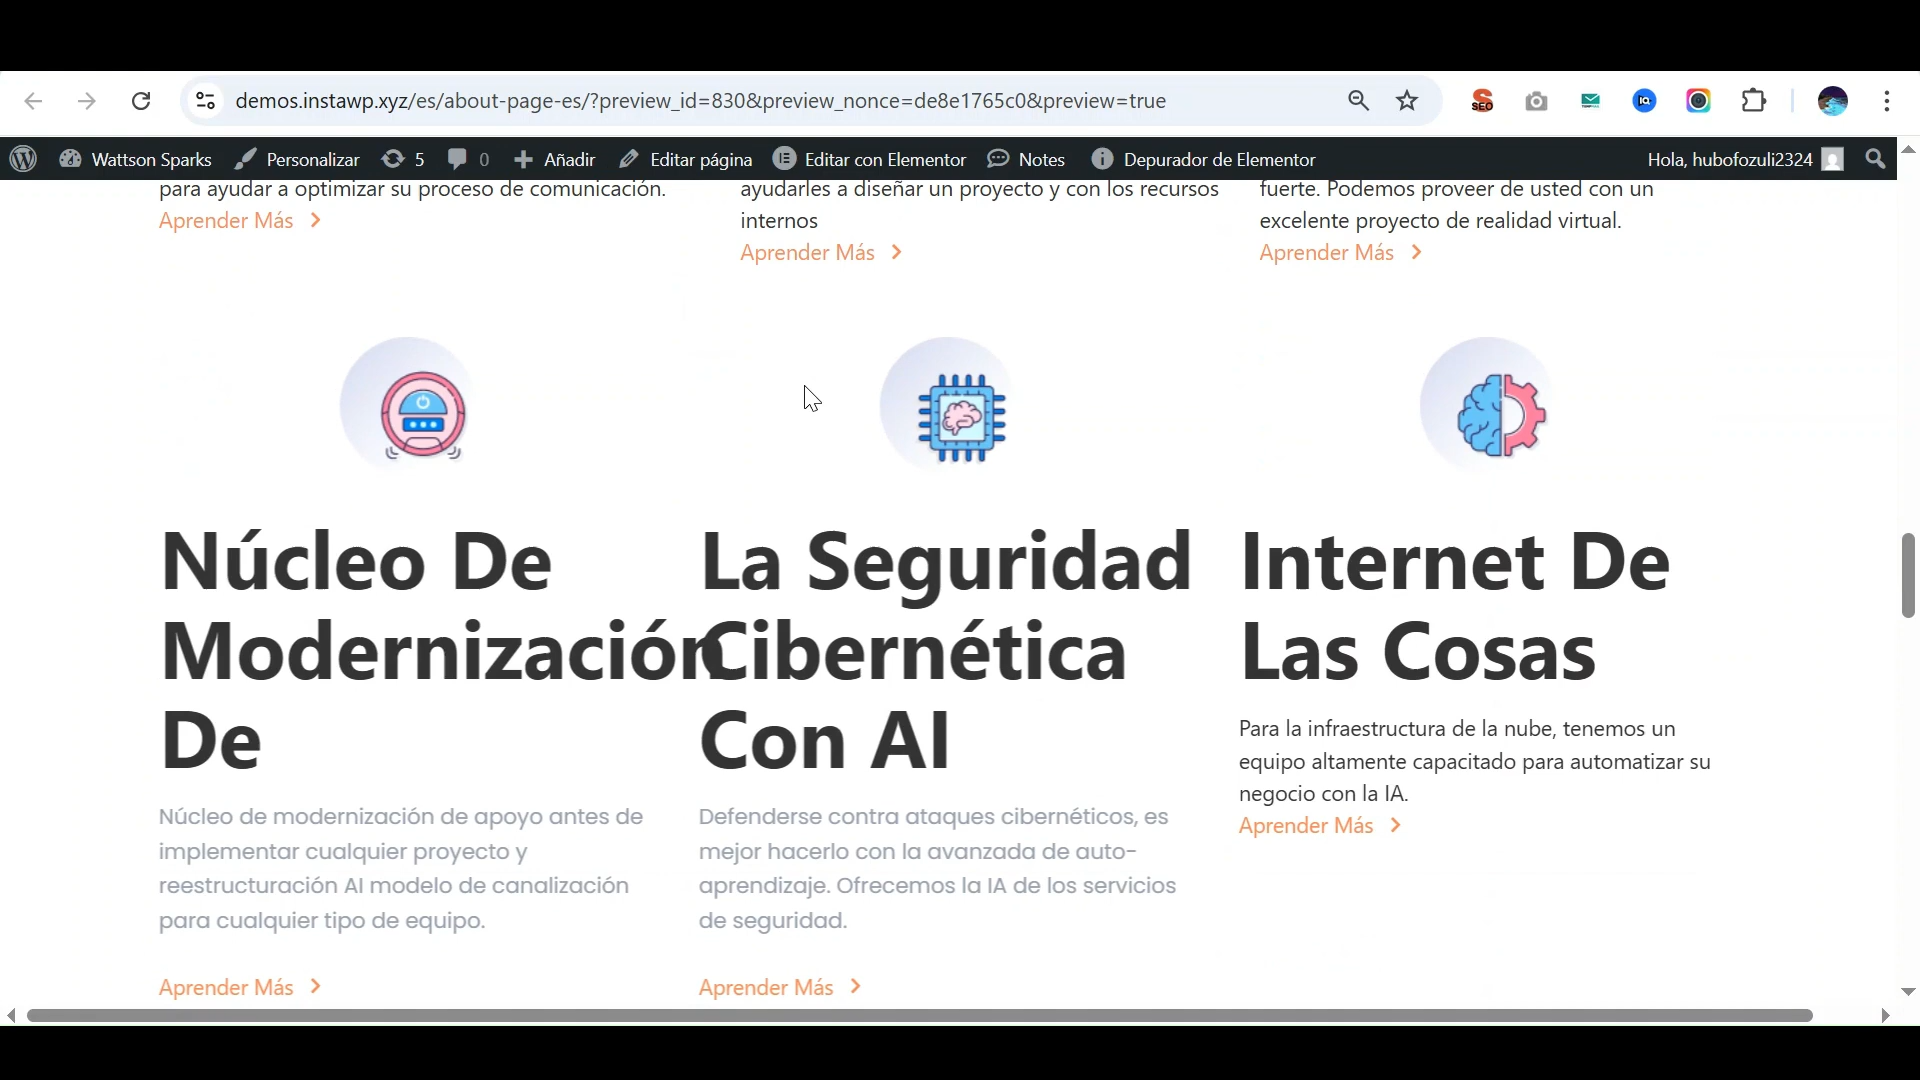 demos.instawp.xyz/es/about-page-es/?preview_id=830&preview_nonce=de8e1765c0&preview=true
SEO
IQ
Wattson Sparks Personalizar 5 0 Añadir Editar página Editar con Elementor Notes Depurador de Elementor Hola, hubofozuli2324
para ayudar a optimizar su proceso de comunicación.
Aprender Más
ayudarles a diseñar un proyecto y con los recursos
internos
Aprender Más
fuerte. Podemos proveer de usted con un
excelente proyecto de realidad virtual.
Aprender Más
Núcleo De
Modernización
De
Núcleo de modernización de apoyo antes de
implementar cualquier proyecto y
reestructuración AI modelo de canalización
para cualquier tipo de equipo.
Aprender Más
La Seguridad
Cibernética
Con AI
Defenderse contra ataques cibernéticos, es
mejor hacerlo con la avanzada de auto-
aprendizaje. Ofrecemos la IA de los servicios
de seguridad.
Aprender Más
Internet De
Las Cosas
Para la infraestructura de la nube, tenemos un
equipo altamente capacitado para automatizar su
negocio con la IA.
Aprender Más